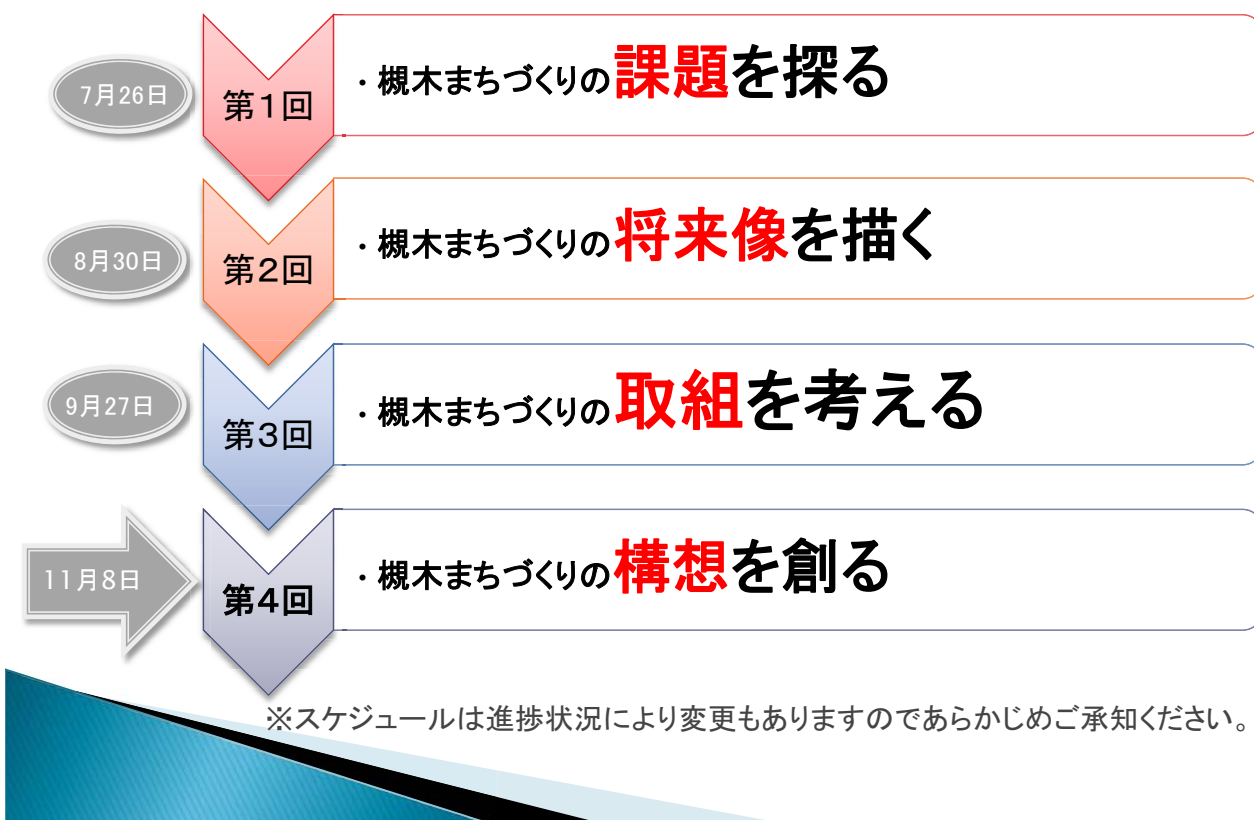 7月26日
第1回
・槻木まちづくりの課題を探る
8月30日
第2回
・槻木まちづくりの将来像を描く
9月27日
第3回
・槻木まちづくりの取組を考える
11月8日
第4回
・槻木まちづくりの構想を創る
※スケジュールは進捗状況により変更もありますのであらかじめご承知ください。